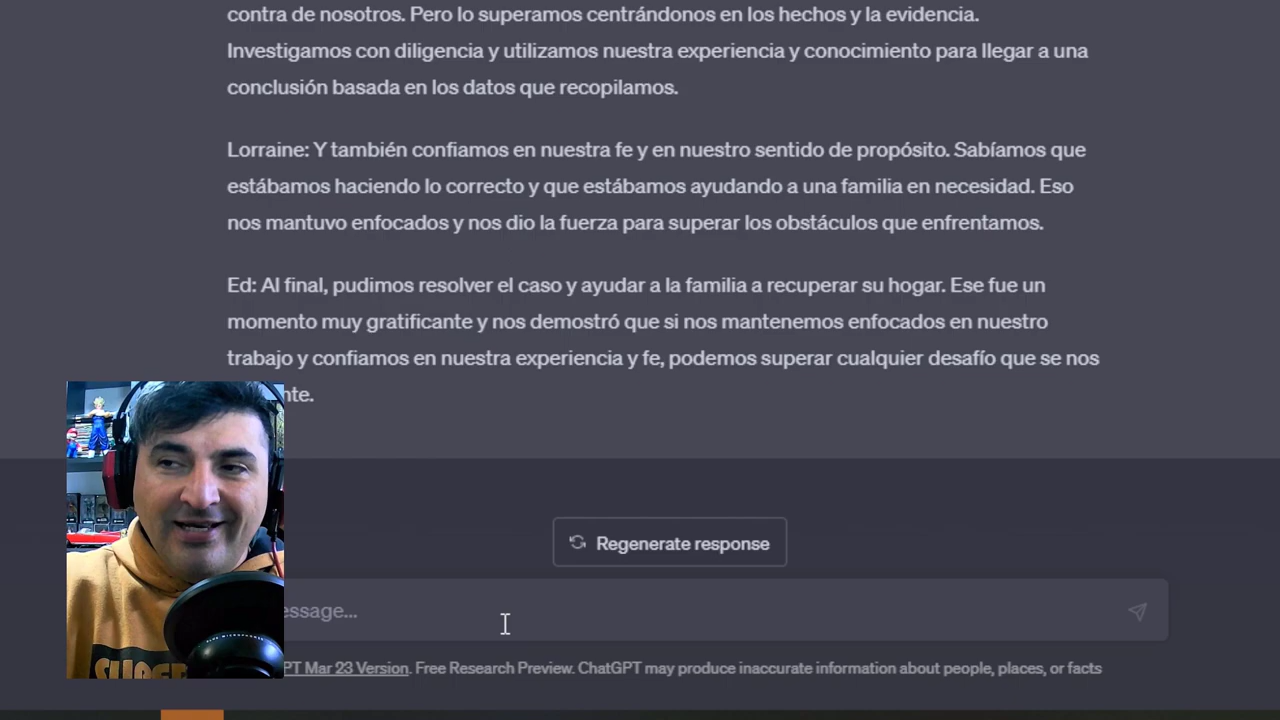 contra de nosotros. Pero lo superamos centrándonos en los hechos y la evidencia.
Investigamos con diligencia y utilizamos nuestra experiencia y conocimiento para llegar a una
conclusión basada en los datos que recopilamos.
Lorraine: Y también confiamos en nuestra fe y en nuestro sentido de propósito. Sabíamos que
estábamos haciendo lo correcto y que estábamos ayudando a una familia en necesidad. Eso
nos mantuvo enfocados y nos dio la fuerza para superar los obstáculos que enfrentamos.
Ed: Al final, pudimos resolver el caso y ayudar a la familia a recuperar su hogar. Ese fue un
momento muy gratificante y nos demostró que si nos mantenemos enfocados en nuestro
trabajo y confiamos en nuestra experiencia y fe, podemos superar cualquier desafío que se nos
nte.
Regenerate response
essage...
PT Mar 23 Version. Free Research Preview. ChatGPT may produce inaccurate information about people, places, or facts